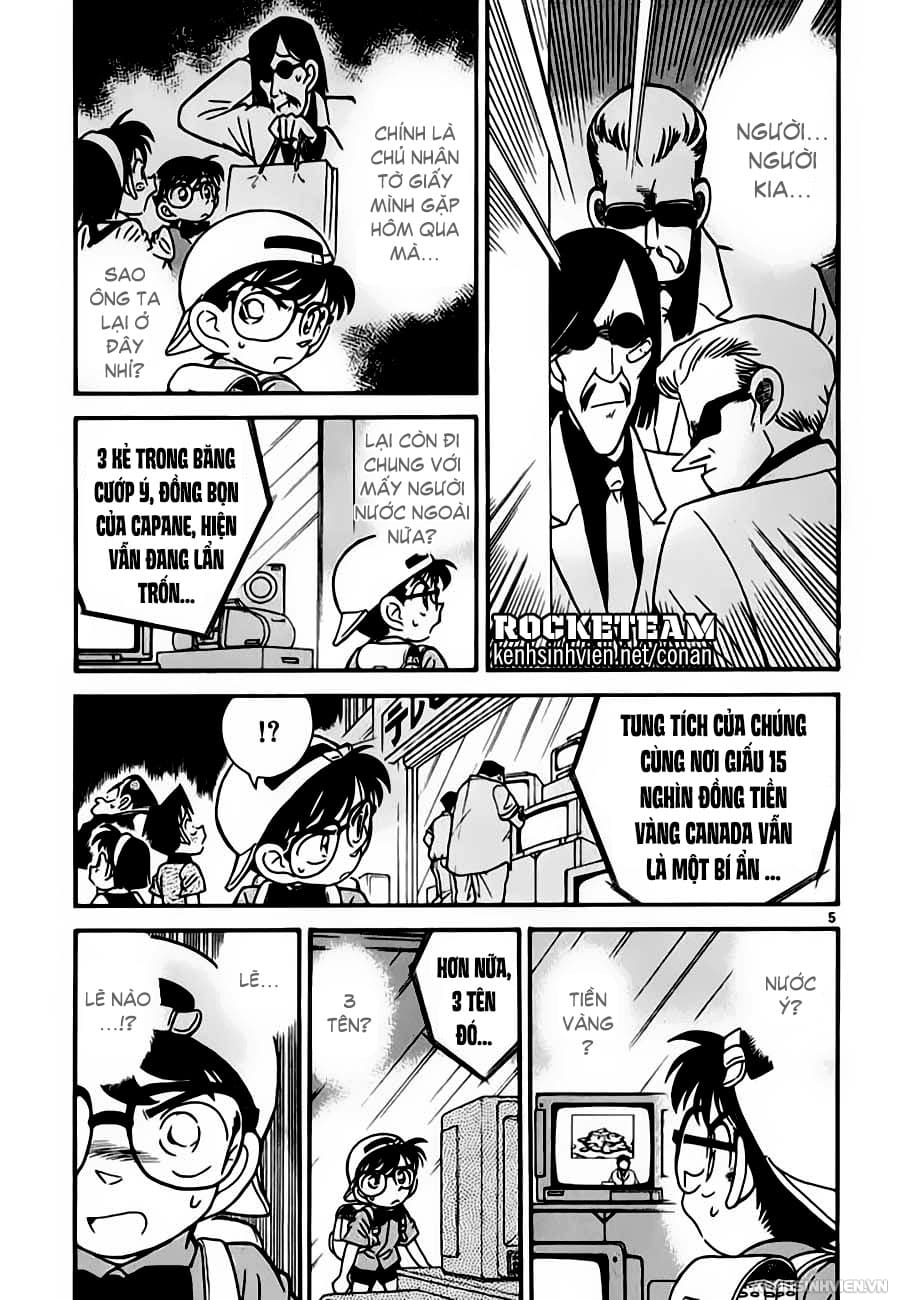 NGƯỜI...
NGƯỜI
KIA...
CHÍNH LÀ
CHỦ NHÂN
TỜ GIẤY
MÌNH GẶP
HÔM QUA
MÀ...
SAO
ÔNG TA
LẠI Ở
ĐÂY
NHỈ?
ROCKETEAM
kenhsinhvien.net/conan
LẠI CÒN ĐI
CHUNG VỚI
MẤY NGƯỜI
NƯỚC NGOÀI
NỮA?
3 KẺ TRONG BĂNG
CƯỚP Ý, ĐỒNG BỌN
CỦA CAPANE, HIỆN
VẪN ĐANG LẨN
TRỐN...
TUNG TÍCH CỦA CHÚNG
CÙNG NƠI GIẤU 15
NGHÌN ĐỒNG TIỀN
VÀNG CANADA VẪN
LÀ MỘT BÍ ẨN ...
テレ
!?
5
NƯỚC
Ý?
TIỀN
VÀNG
?
HƠN NỮA,
3 TÊN
ĐÓ...
3
TÊN?
LẼ...
LẼ NÀO
...!?